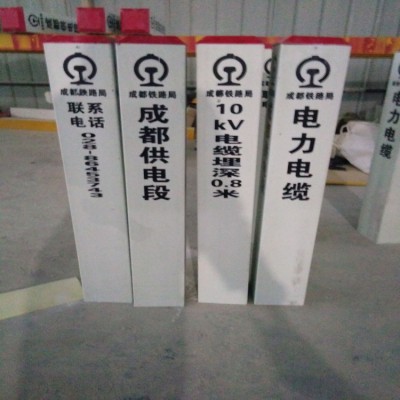 成都铁路局
联系
电话
028-86453743
成都铁路局
成都供电段
成都铁路局
10
kV
电缆埋深
0.8
米
成都铁路局
电力电缆
电缆